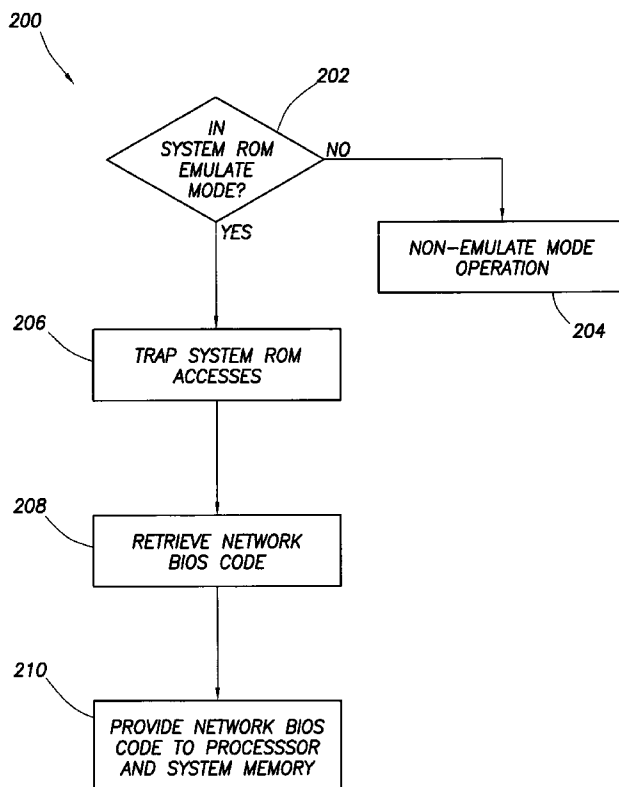 200
202
IN
SYSTEM ROM
EMULATE
MODE?
NO
YES
NON-EMULATE MODE
OPERATION
204
206
TRAP SYSTEM ROM
ACCESSES
208
RETRIEVE NETWORK
BIOS CODE
210
PROVIDE NETWORK BIOS
CODE TO PROCESSSOR
AND SYSTEM MEMORY